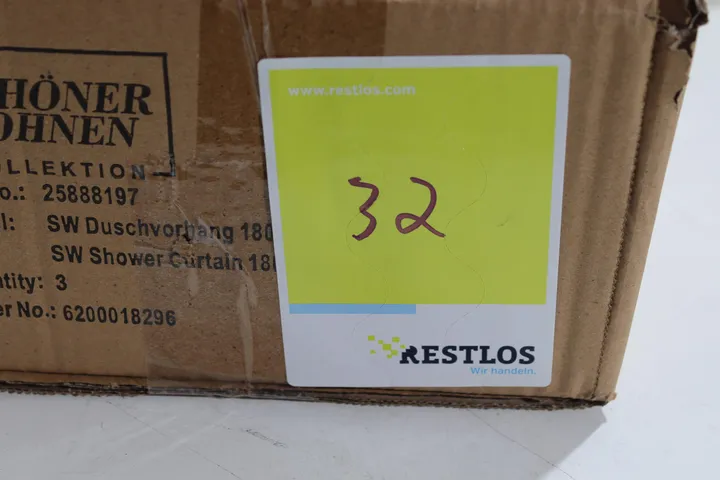 HÖNER
OHNEN
OLLEKTION
o.: 25888197
l: SW Duschvorhang 180
SW Shower Curtain 18
ntity: 3
er No.: 6200018296
www.restlos.com
32
RESTLOS
Wir handeln.